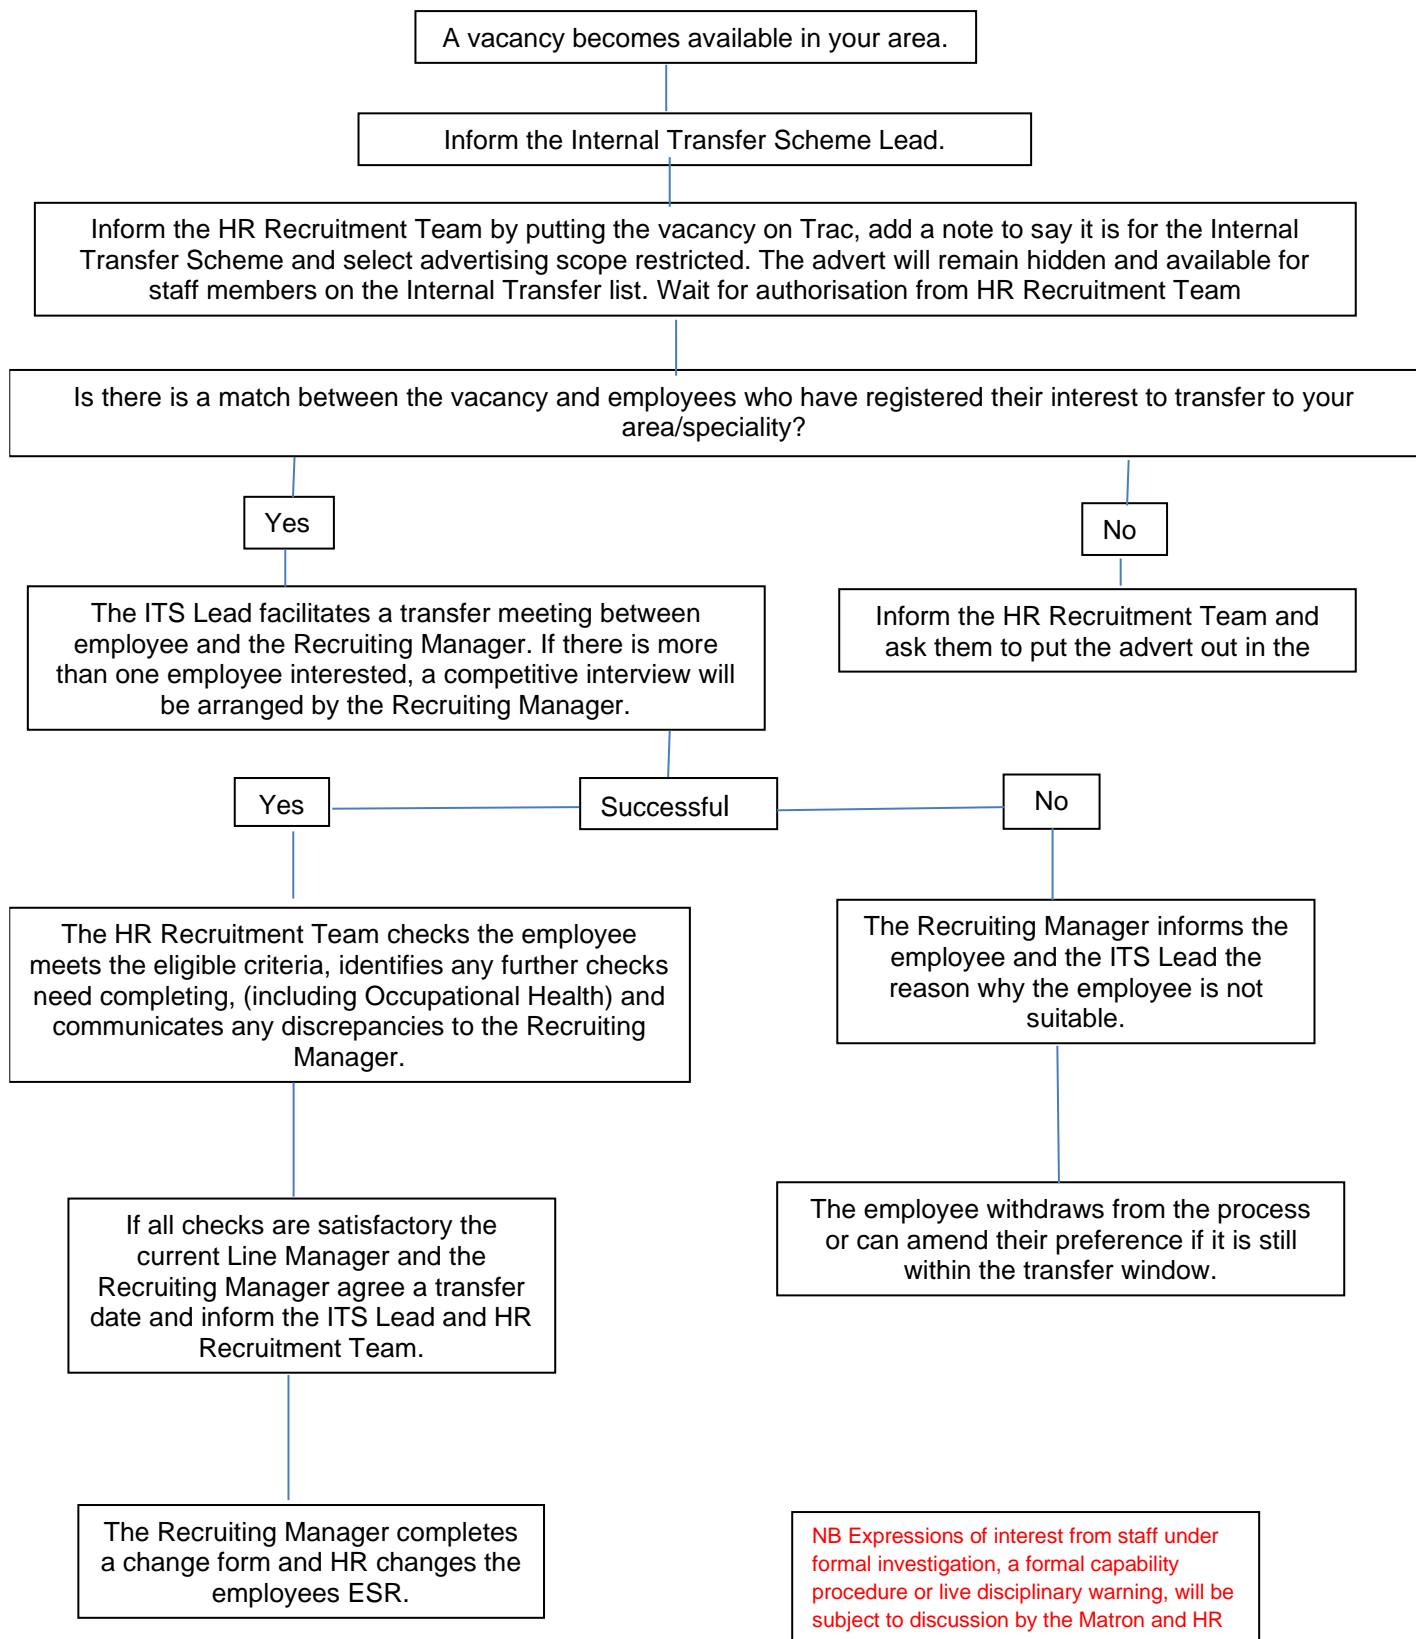 A vacancy becomes available in your area.
Inform the Internal Transfer Scheme Lead.
Inform the HR Recruitment Team by putting the vacancy on Trac, add a note to say it is for the Internal
Transfer Scheme and select advertising scope restricted. The advert will remain hidden and available for
staff members on the Internal Transfer list. Wait for authorisation from HR Recruitment Team
Is there is a match between the vacancy and employees who have registered their interest to transfer to your
area/speciality?
Yes
No
The ITS Lead facilitates a transfer meeting between
employee and the Recruiting Manager. If there is more
than one employee interested, a competitive interview will
be arranged by the Recruiting Manager.
Inform the HR Recruitment Team and
ask them to put the advert out in the
Yes
Successful
No
The HR Recruitment Team checks the employee
meets the eligible criteria, identifies any further checks
need completing, (including Occupational Health) and
communicates any discrepancies to the Recruiting
Manager.
The Recruiting Manager informs the
employee and the ITS Lead the
reason why the employee is not
suitable.
If all checks are satisfactory the
current Line Manager and the
Recruiting Manager agree a transfer
date and inform the ITS Lead and HR
Recruitment Team.
The employee withdraws from the process
or can amend their preference if it is still
within the transfer window.
The Recruiting Manager completes
a change form and HR changes the
employees ESR.
NB Expressions of interest from staff under
formal investigation, a formal capability
procedure or live disciplinary warning, will be
subject to discussion by the Matron and HR